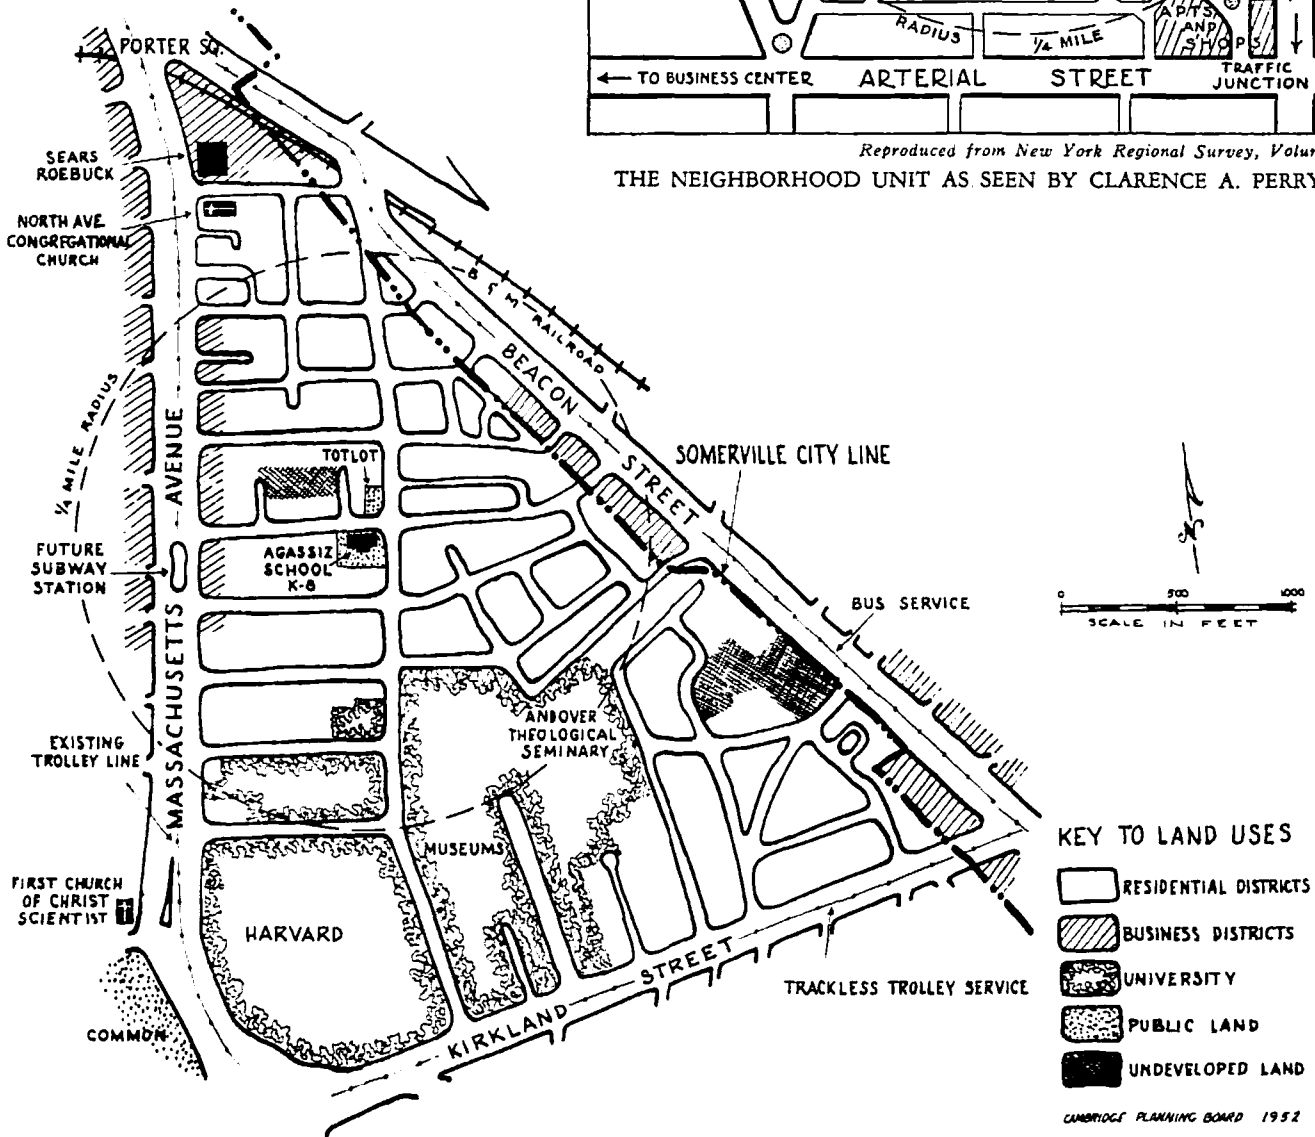 RADIUS
1/4 MILE
APTS
AND
SHOPS
← TO BUSINESS CENTER
ARTERIAL STREET
TRAFFIC
JUNCTION
Reproduced from New York Regional Survey, Volu
THE NEIGHBORHOOD UNIT AS SEEN BY CLARENCE A. PERRY
PORTER SQ.
SEARS
ROEBUCK
NORTH AVE.
CONGREGATIONAL
CHURCH
B & M RAILROAD
BEACON STREET
1/4 MILE RADIUS
MASSACHUSETTS AVENUE
TOTLOT
SOMERVILLE CITY LINE
FUTURE
SUBWAY
STATION
AGASSIZ
SCHOOL
K-8
BUS SERVICE
N
0 500 1000
SCALE IN FEET
ANDOVER
THEOLOGICAL
SEMINARY
EXISTING
TROLLEY LINE
MUSEUMS
FIRST CHURCH
OF CHRIST
SCIENTIST
HARVARD
COMMON
KIRKLAND STREET
TRACKLESS TROLLEY SERVICE
KEY TO LAND USES
RESIDENTIAL DISTRICTS
BUSINESS DISTRICTS
UNIVERSITY
PUBLIC LAND
UNDEVELOPED LAND
CAMBRIDGE PLANNING BOARD 1952